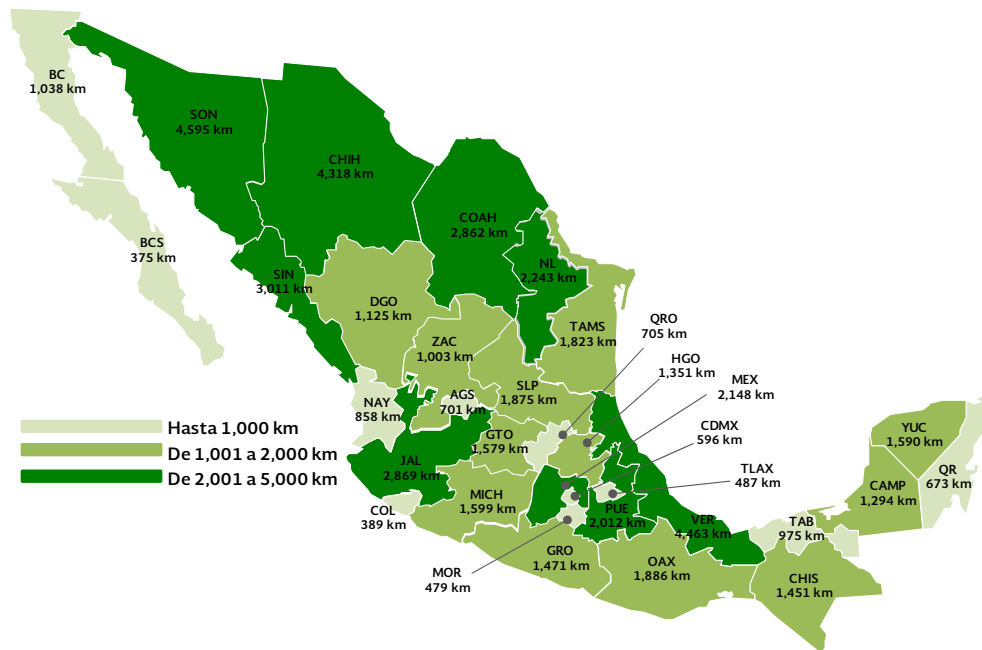 BC
1,038 km
SON
4,595 km
CHIH
4,318 km
COAH
2,862 km
BCS
375 km
SIN
3,011 km
NL
2,243 km
DGO
1,125 km
TAMS
1,823 km
ZAC
1,003 km
QRO
705 km
HGO
1,351 km
MEX
2,148 km
CDMX
596 km
TLAX
487 km
SLP
1,875 km
NAY
858 km
AGS
701 km
GTO
1,579 km
JAL
2,869 km
MICH
1,599 km
COL
389 km
PUE
2,012 km
VER
4,463 km
GRO
1,471 km
MOR
479 km
OAX
1,886 km
TAB
975 km
CHIS
1,451 km
CAMP
1,294 km
YUC
1,590 km
QR
673 km
Hasta 1,000 km
De 1,001 a 2,000 km
De 2,001 a 5,000 km